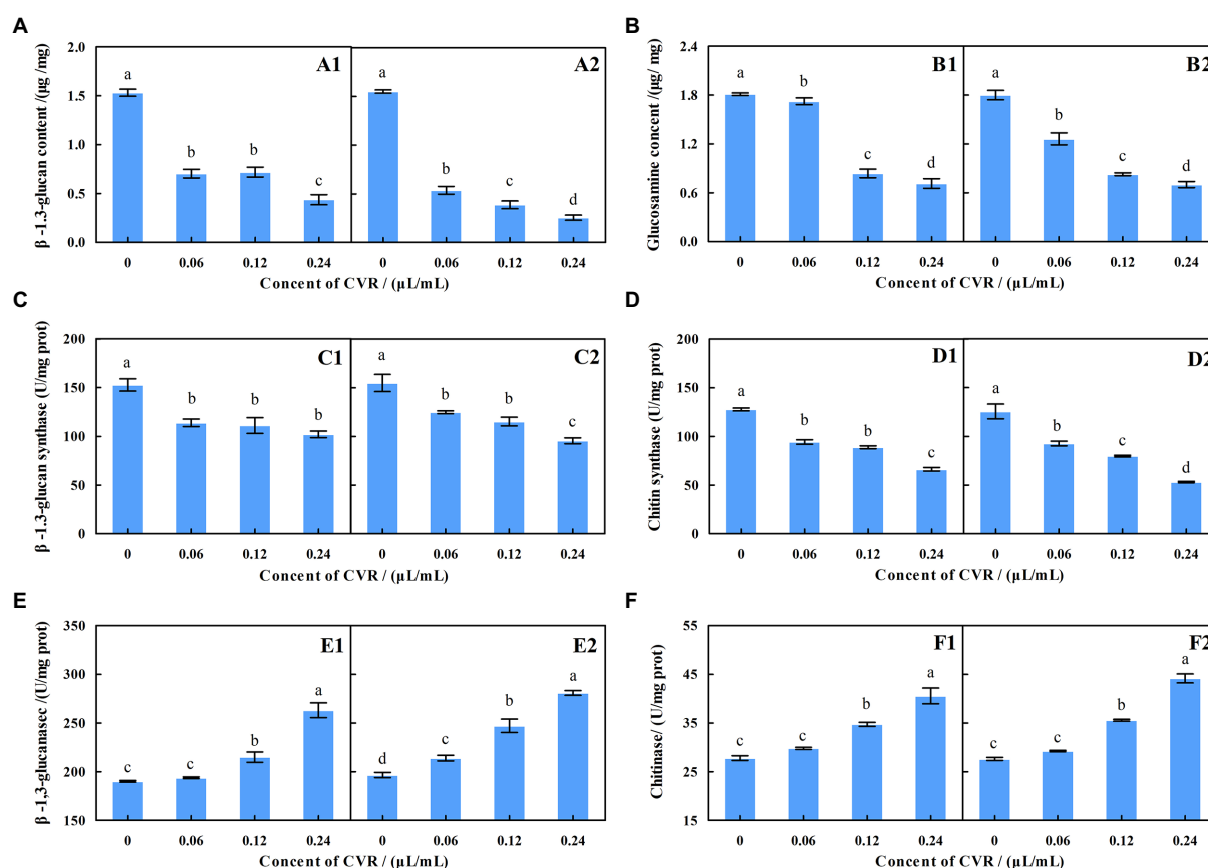 A
B
β -1,3-glucan content /(μg /mg)
2.0
1.5
1.0
0.5
0.0
A1
A2
a
b
b
c
a
b
c
d
0
0.06
0.12
0.24
0
0.06
0.12
0.24
Concent of CVR / (μL/mL)
Glucosamine concent /(μg/ mg)
2.4
1.8
1.2
0.6
0.0
B1
B2
a
b
c
d
a
b
c
d
0
0.06
0.12
0.24
0
0.06
0.12
0.24
Concent of CVR / (μL/mL)
C
D
β -1,3-glucan synthase (U/mg prot)
200
150
100
50
0
C1
C2
a
b
b
b
a
b
b
c
0
0.06
0.12
0.24
0
0.06
0.12
0.24
Concent of CVR / (μL/mL)
Chitin synthase (U/mg prot)
200
150
100
50
0
D1
D2
a
b
b
c
a
b
c
d
0
0.06
0.12
0.24
0
0.06
0.12
0.24
Concent of CVR / (μL/mL)
E
F
β -1,3-glucanasec /(U/mg prot)
350
300
250
200
150
E1
E2
c
c
b
a
d
c
b
a
0
0.06
0.12
0.24
0
0.06
0.12
0.24
Concent of CVR / (μL/mL)
Chitinase/ (U/mg prot)
55
45
35
25
15
F1
F2
c
c
b
a
c
c
b
a
0
0.06
0.12
0.24
0
0.06
0.12
0.24
Concent of CVR / (μL/mL)